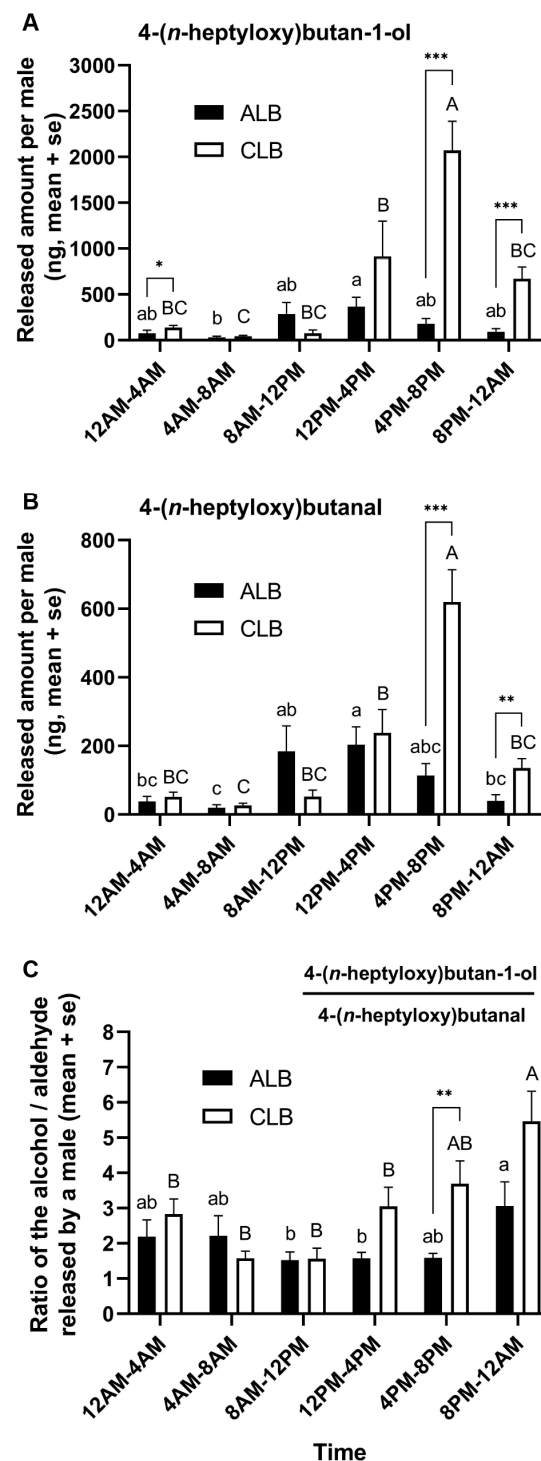 A
4-(n-heptyloxy)butan-1-ol
Released amount per male
(ng, mean + se)
3000
2500
2000
1500
1000
500
0
ALB
CLB
*
***
***
ab BC b C ab BC a B ab A ab BC
12AM-4AM 4AM-8AM 8AM-12PM 12PM-4PM 4PM-8PM 8PM-12AM
B
4-(n-heptyloxy)butanal
Released amount per male
(ng, mean + se)
800
600
400
200
0
ALB
CLB
***
**
bc BC c C ab BC a B abc A bc BC
12AM-4AM 4AM-8AM 8AM-12PM 12PM-4PM 4PM-8PM 8PM-12AM
C
4-(n-heptyloxy)butan-1-ol
4-(n-heptyloxy)butanal
Ratio of the alcohol / aldehyde
released by a male (mean + se)
8
7
6
5
4
3
2
1
0
ALB
CLB
**
ab B ab B b B b B ab AB a A
12AM-4AM 4AM-8AM 8AM-12PM 12PM-4PM 4PM-8PM 8PM-12AM
Time